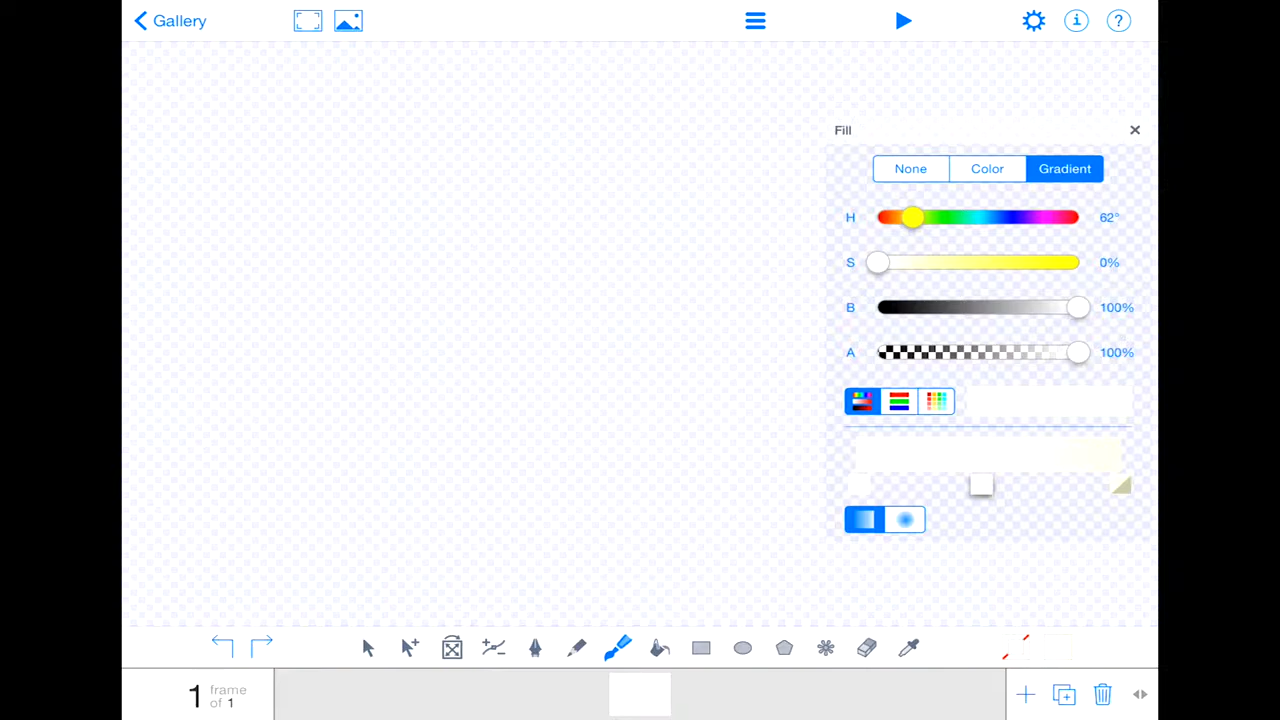 Gallery
Fill
None Color Gradient
H 62°
S 0%
B 100%
A 100%
1 frame
of 1